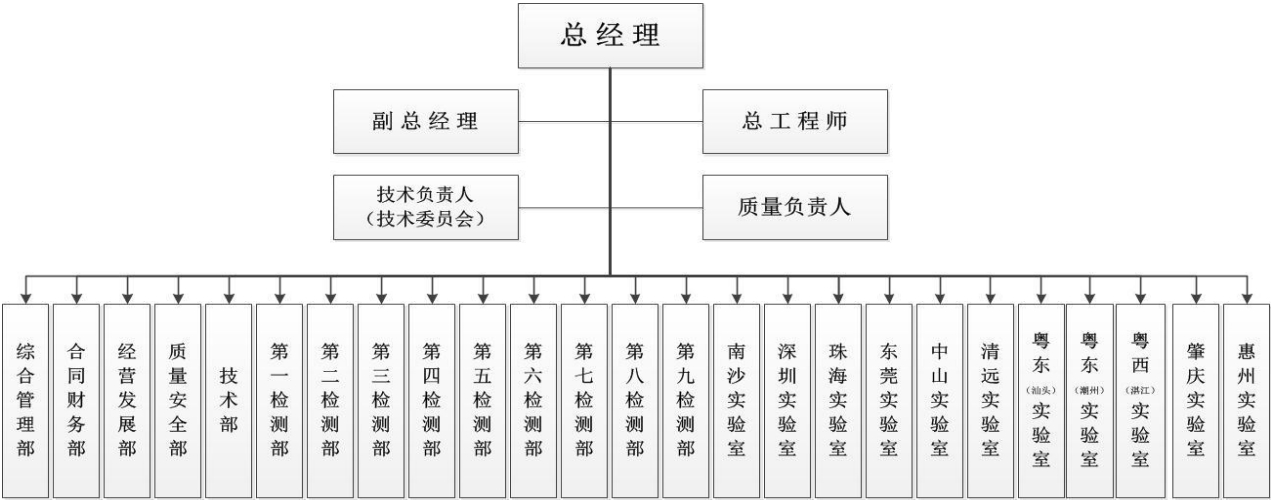 总经理
副总经理
总工程师
技术负责人
（技术委员会）
质量负责人
综合管理部
合同财务部
经营发展部
质量安全部
技术部
第一检测部
第二检测部
第三检测部
第四检测部
第五检测部
第六检测部
第七检测部
第八检测部
第九检测部
南沙实验室
深圳实验室
珠海实验室
东莞实验室
中山实验室
清远实验室
粤东（汕头）实验室
粤东（潮州）实验室
粤西（湛江）实验室
肇庆实验室
惠州实验室